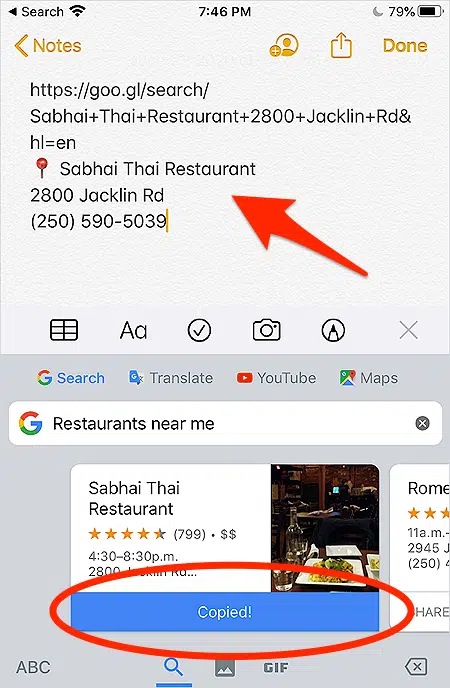 Search 7:46 PM 79%
Notes Done
https://goo.gl/search/
Sabhai+Thai+Restaurant+2800+Jacklin+Rd&
hl=en
Sabhai Thai Restaurant
2800 Jacklin Rd
(250) 590-5039
Aa
Search Translate YouTube Maps
Restaurants near me
Sabhai Thai
Restaurant
(799) • $$
4:30–8:30p.m.
2800 Jacklin Rd...
Copied!
Rome
11a.m.–
2945 J
(250) 4
HARE
ABC GIF